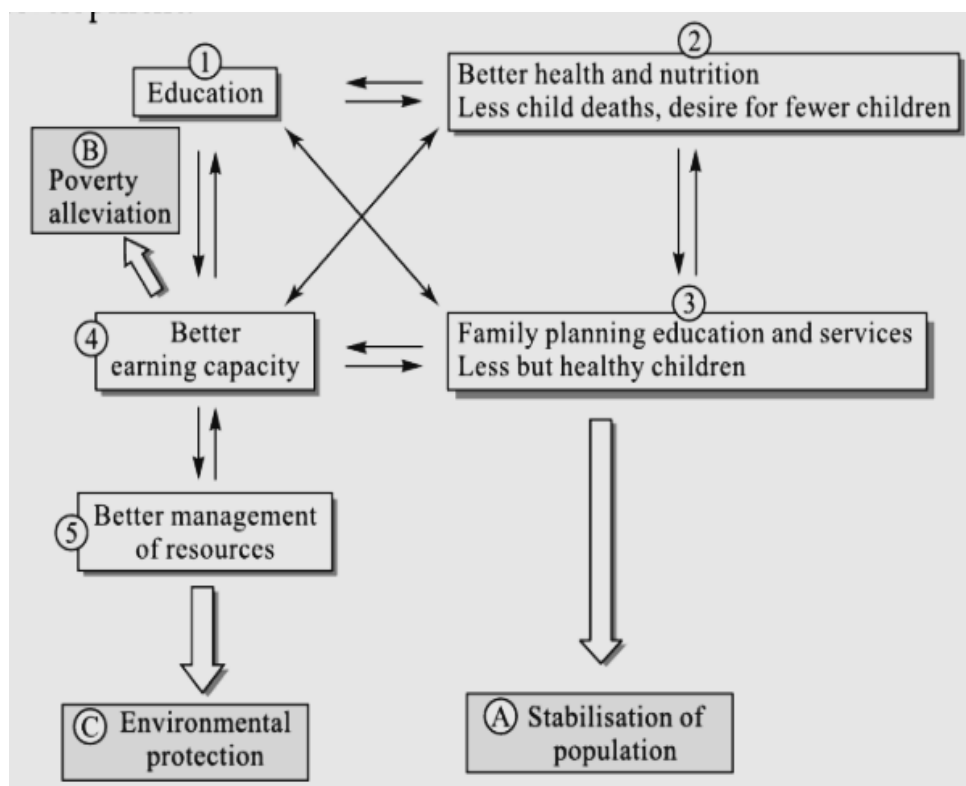 1
Education
2
Better health and nutrition
Less child deaths, desire for fewer children
B
Poverty
alleviation
3
Family planning education and services
Less but healthy children
4
Better
earning capacity
5
Better management
of resources
C
Environmental
protection
A
Stabilisation of
population